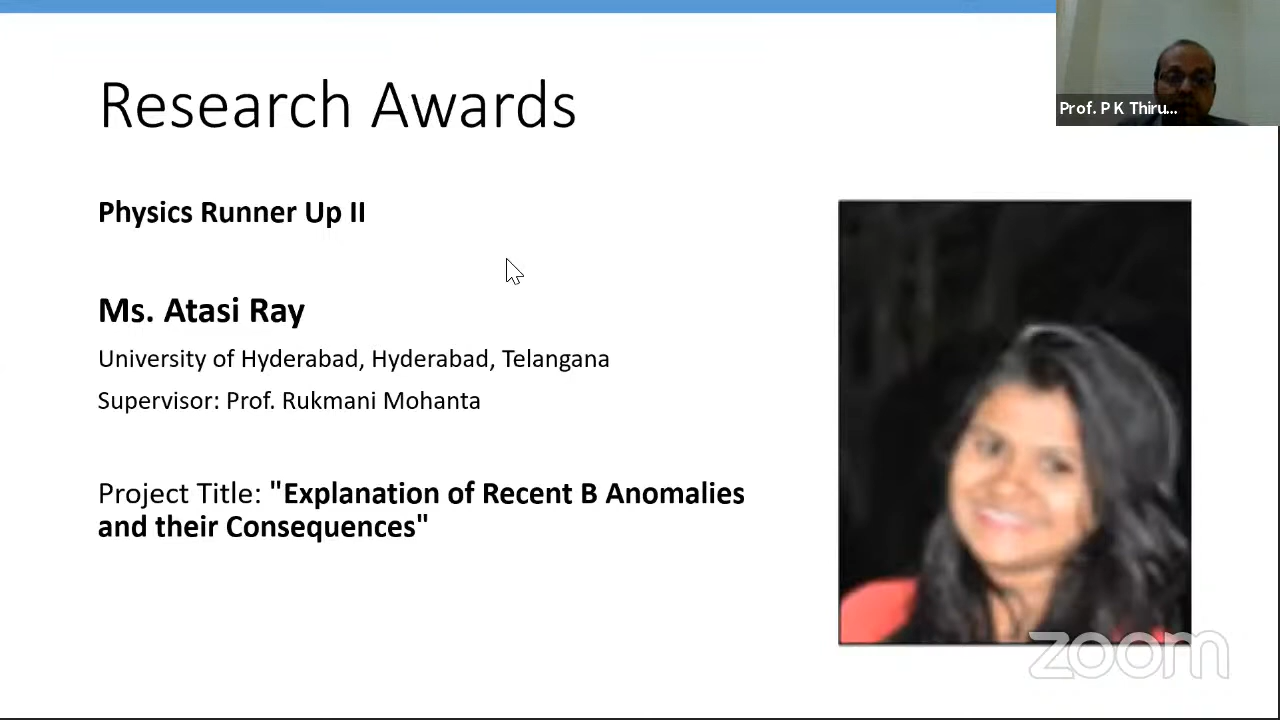 Research Awards
Prof. P K Thiru...
Physics Runner Up II
Ms. Atasi Ray
University of Hyderabad, Hyderabad, Telangana
Supervisor: Prof. Rukmani Mohanta
Project Title: "Explanation of Recent B Anomalies
and their Consequences"
zoom